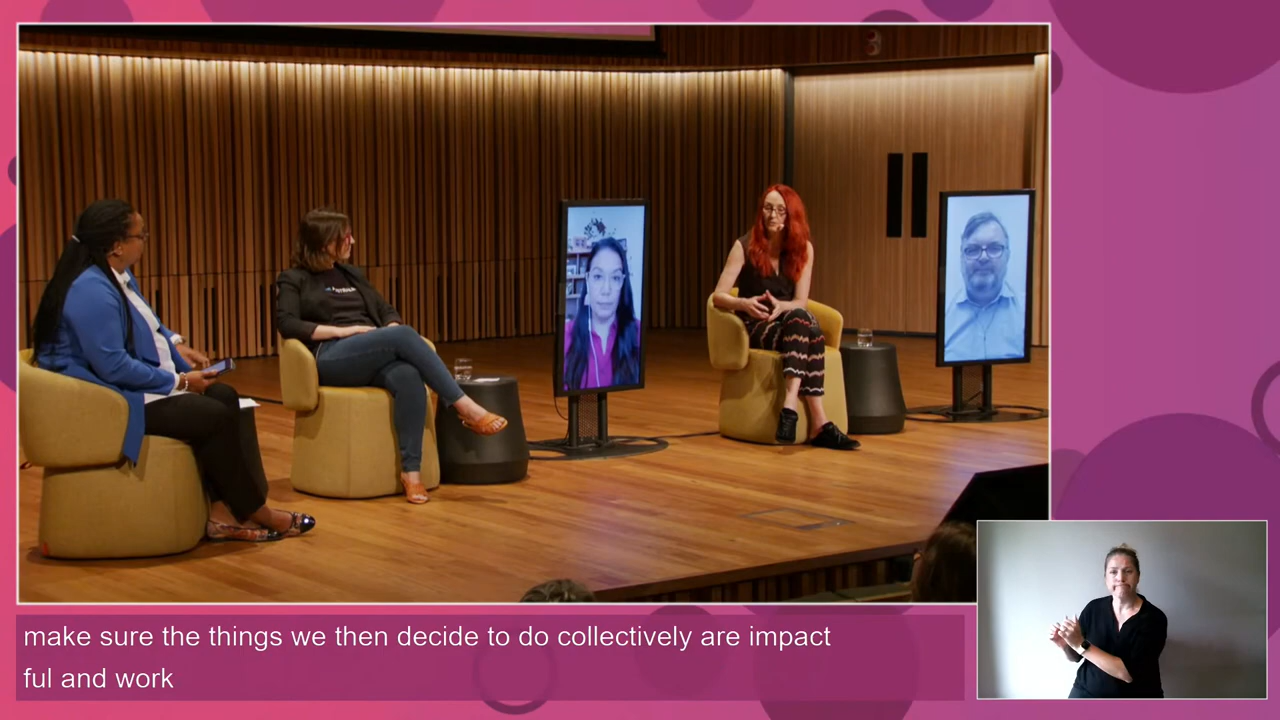 make sure the things we then decide to do collectively are impact
ful and work